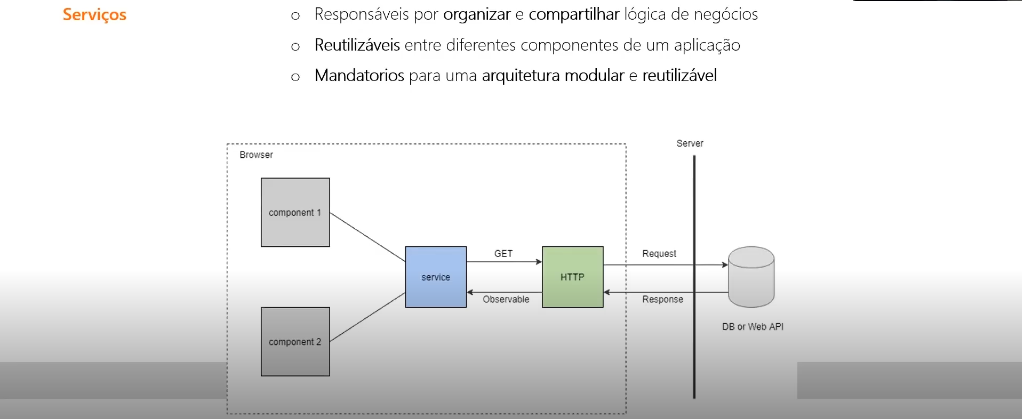 Serviços
o Responsáveis por organizar e compartilhar lógica de negócios
o Reutilizáveis entre diferentes componentes de um aplicação
o Mandatorios para uma arquitetura modular e reutilizável
Server
Browser
component 1
GET
Request
service
HTTP
Observable
Response
DB or Web API
component 2